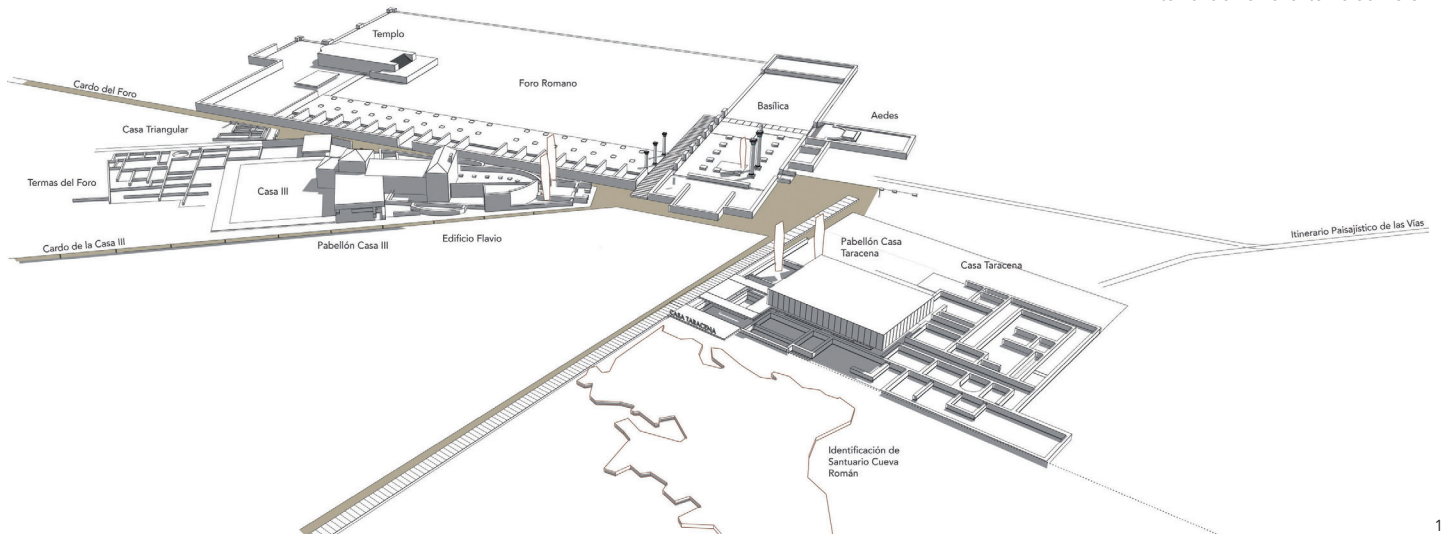 Templo
Cardo del Foro
Foro Romano
Basílica
Aedes
Casa Triangular
Termas del Foro
Casa III
Cardo de la Casa III
Pabellón Casa III
Edificio Flavio
Pabellón Casa
Taracena
Casa Taracena
Itinerario Paisajístico de las Vías
CASA TARACENA
Identificación de
Santuario Cueva
Román
1